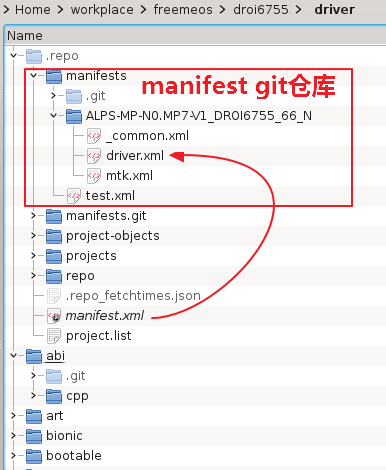 Home > workplace > freemeos > droi6755 > driver
Name
.repo
manifests
manifest git仓库
.git
ALPS-MP-N0.MP7-V1_DROI6755_66_N
_common.xml
driver.xml
mtk.xml
test.xml
manifests.git
project-objects
projects
repo
.repo_fetchtimes.json
manifest.xml
project.list
abi
.git
cpp
art
bionic
bootable